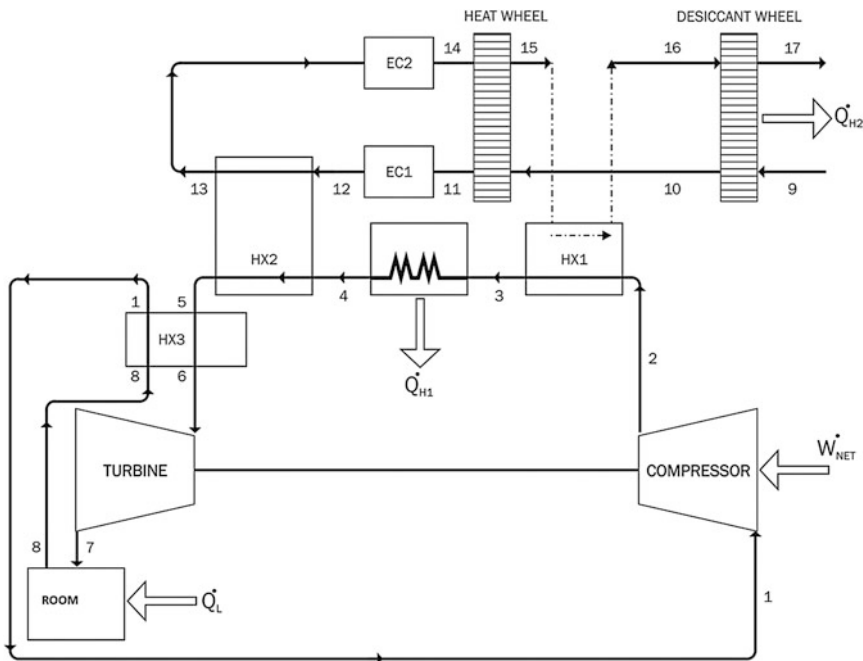 HEAT WHEEL
DESICCANT WHEEL
14 15 16 17
EC2
Q̇H2
EC1
13 12 11 10 9
HX2 HX1
1 5 4 3
HX3
8 6 2
Q̇H1
TURBINE COMPRESSOR ẆNET
8 7
ROOM Q̇L 1